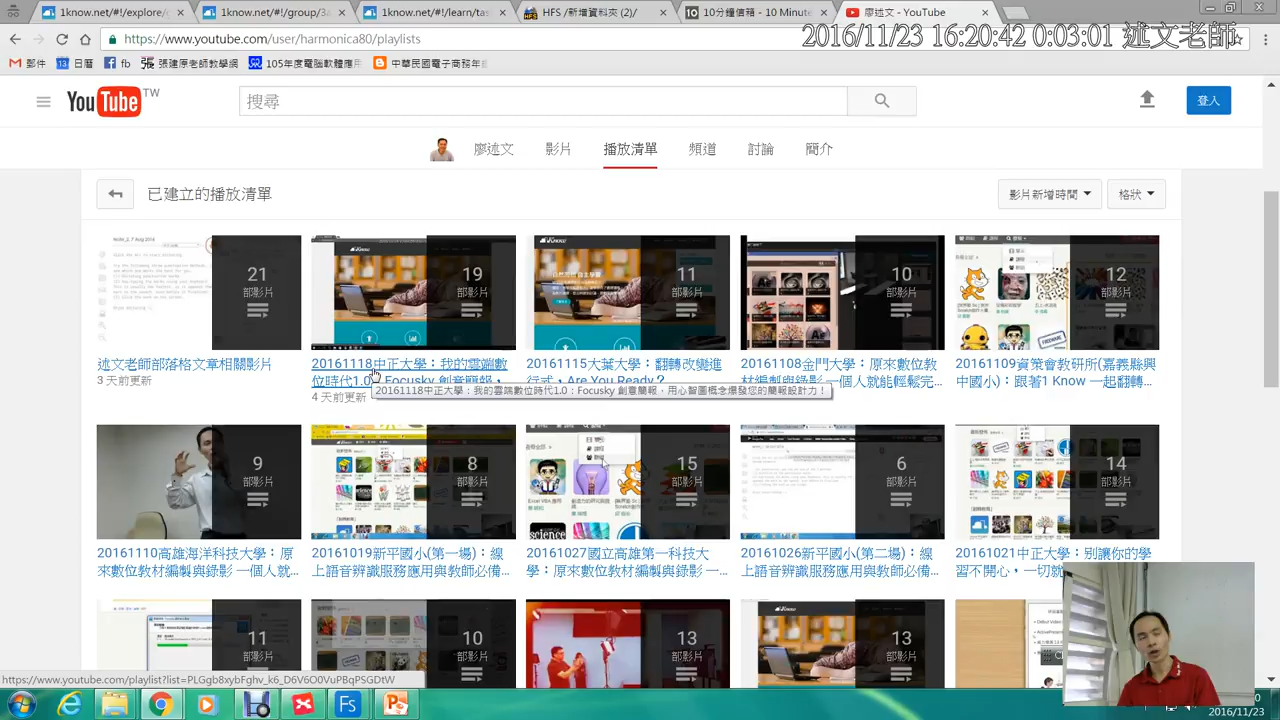 1know.net/explore/
1know.net/#!/group/3
1know.net/#!/learn/tas
HFS /新增資料夾 (2)/
10分鐘信箱 - 10 Minute
廖述文 - YouTube
2016/11/23 16:20:42 0:03:01 述文老師
https://www.youtube.com/user/harmonica80/playlists
郵件
日曆
fb
張建原老師教學網
105年度電腦軟體應用
中華民國電子商務年
YouTube TW
搜尋
登入
廖述文
影片
播放清單
頻道
討論
簡介
已建立的播放清單
影片新增時間
格狀
21
部影片
19
部影片
11
部影片
10
部影片
12
部影片
述文老師部落格文章相關影片
3 天前更新
20161118中正大學：我的雲端數
位時代1.0：Focusky 創意簡報，
4 天前更新
20161115大葉大學：翻轉改變進
行式，Are You Ready？
20161108金門大學：原來數位教
材編製與錄影 一個人就能輕鬆完...
20161109資策會教研所(嘉義縣興
中國小)：跟著1 Know 一起翻轉...
20161118中正大學：我的雲端數位時代1.0：Focusky 創意簡報，用心智圖概念爆發您的簡報設計力！
9
部影片
8
部影片
15
部影片
6
部影片
14
部影片
20161110高雄海洋科技大學：原
來數位教材編製與錄影 一個人數...
新平國小(第一場)：線
上語音辨識服務應用與教師必備...
20161027國立高雄第一科技大
學：原來數位教材編製與錄影 一...
20161026新平國小(第二場)：線
上語音辨識服務應用與教師必備...
20161021中正大學：別讓你的學
習不開心，一切就
11
部影片
10
部影片
13
部影片
13
部影片
2016/11/23